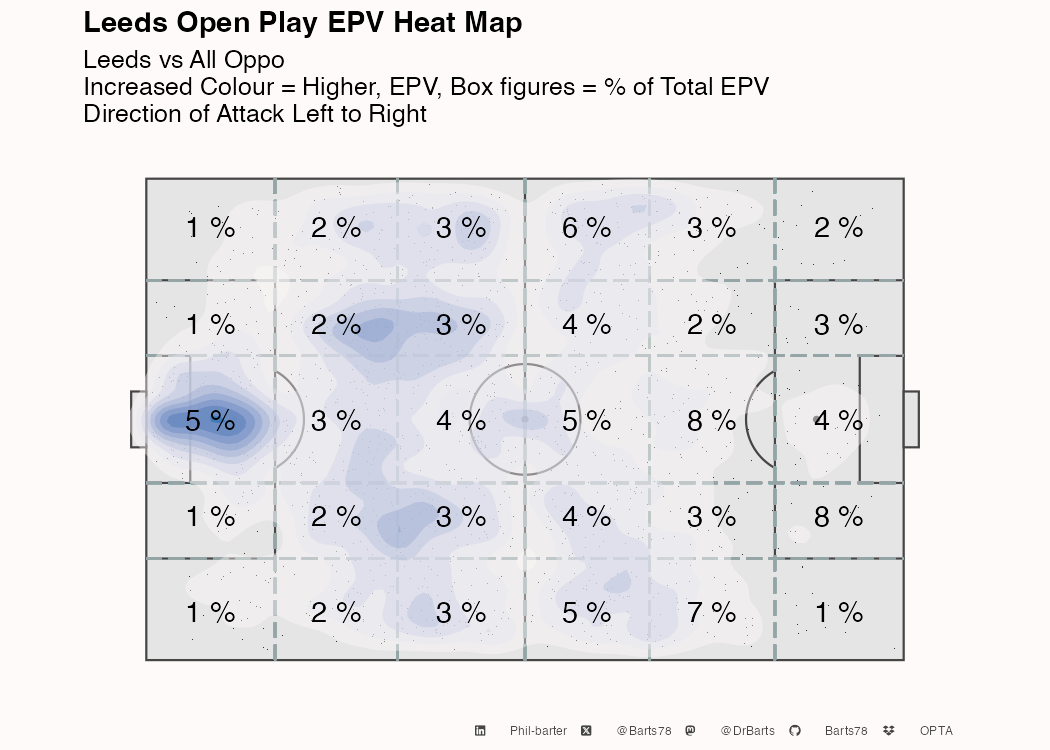 Leeds Open Play EPV Heat Map
Leeds vs All Oppo
Increased Colour = Higher, EPV, Box figures = % of Total EPV
Direction of Attack Left to Right
1 % 2 % 3 % 6 % 3 % 2 %
1 % 2 % 3 % 4 % 2 % 3 %
5 % 3 % 4 % 5 % 8 % 4 %
1 % 2 % 3 % 4 % 3 % 8 %
1 % 2 % 3 % 5 % 7 % 1 %
Phil-barter @Barts78 @DrBarts Barts78 OPTA